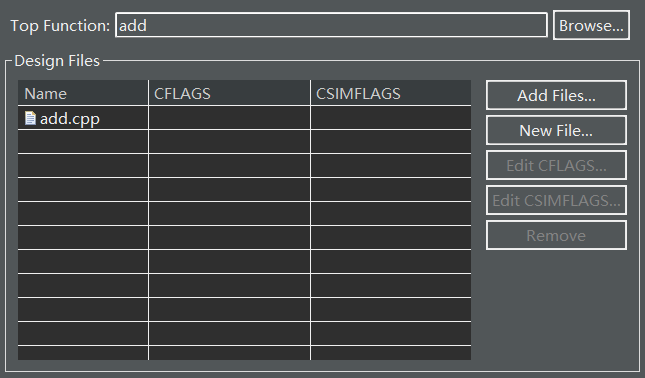 Top Function: add Browse...
Design Files
Name CFLAGS CSIMFLAGS
add.cpp
Add Files...
New File...
Edit CFLAGS...
Edit CSIMFLAGS...
Remove